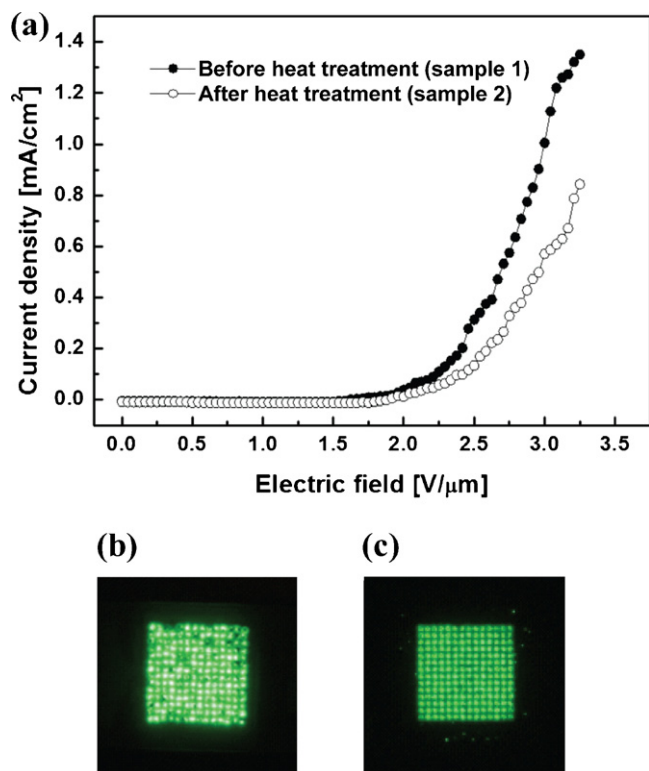 (a)
1.4
1.2
1.0
0.8
0.6
0.4
0.2
0.0
Current density [mA/cm²]
Before heat treatment (sample 1)
After heat treatment (sample 2)
0.0 0.5 1.0 1.5 2.0 2.5 3.0 3.5
Electric field [V/μm]
(b) (c)